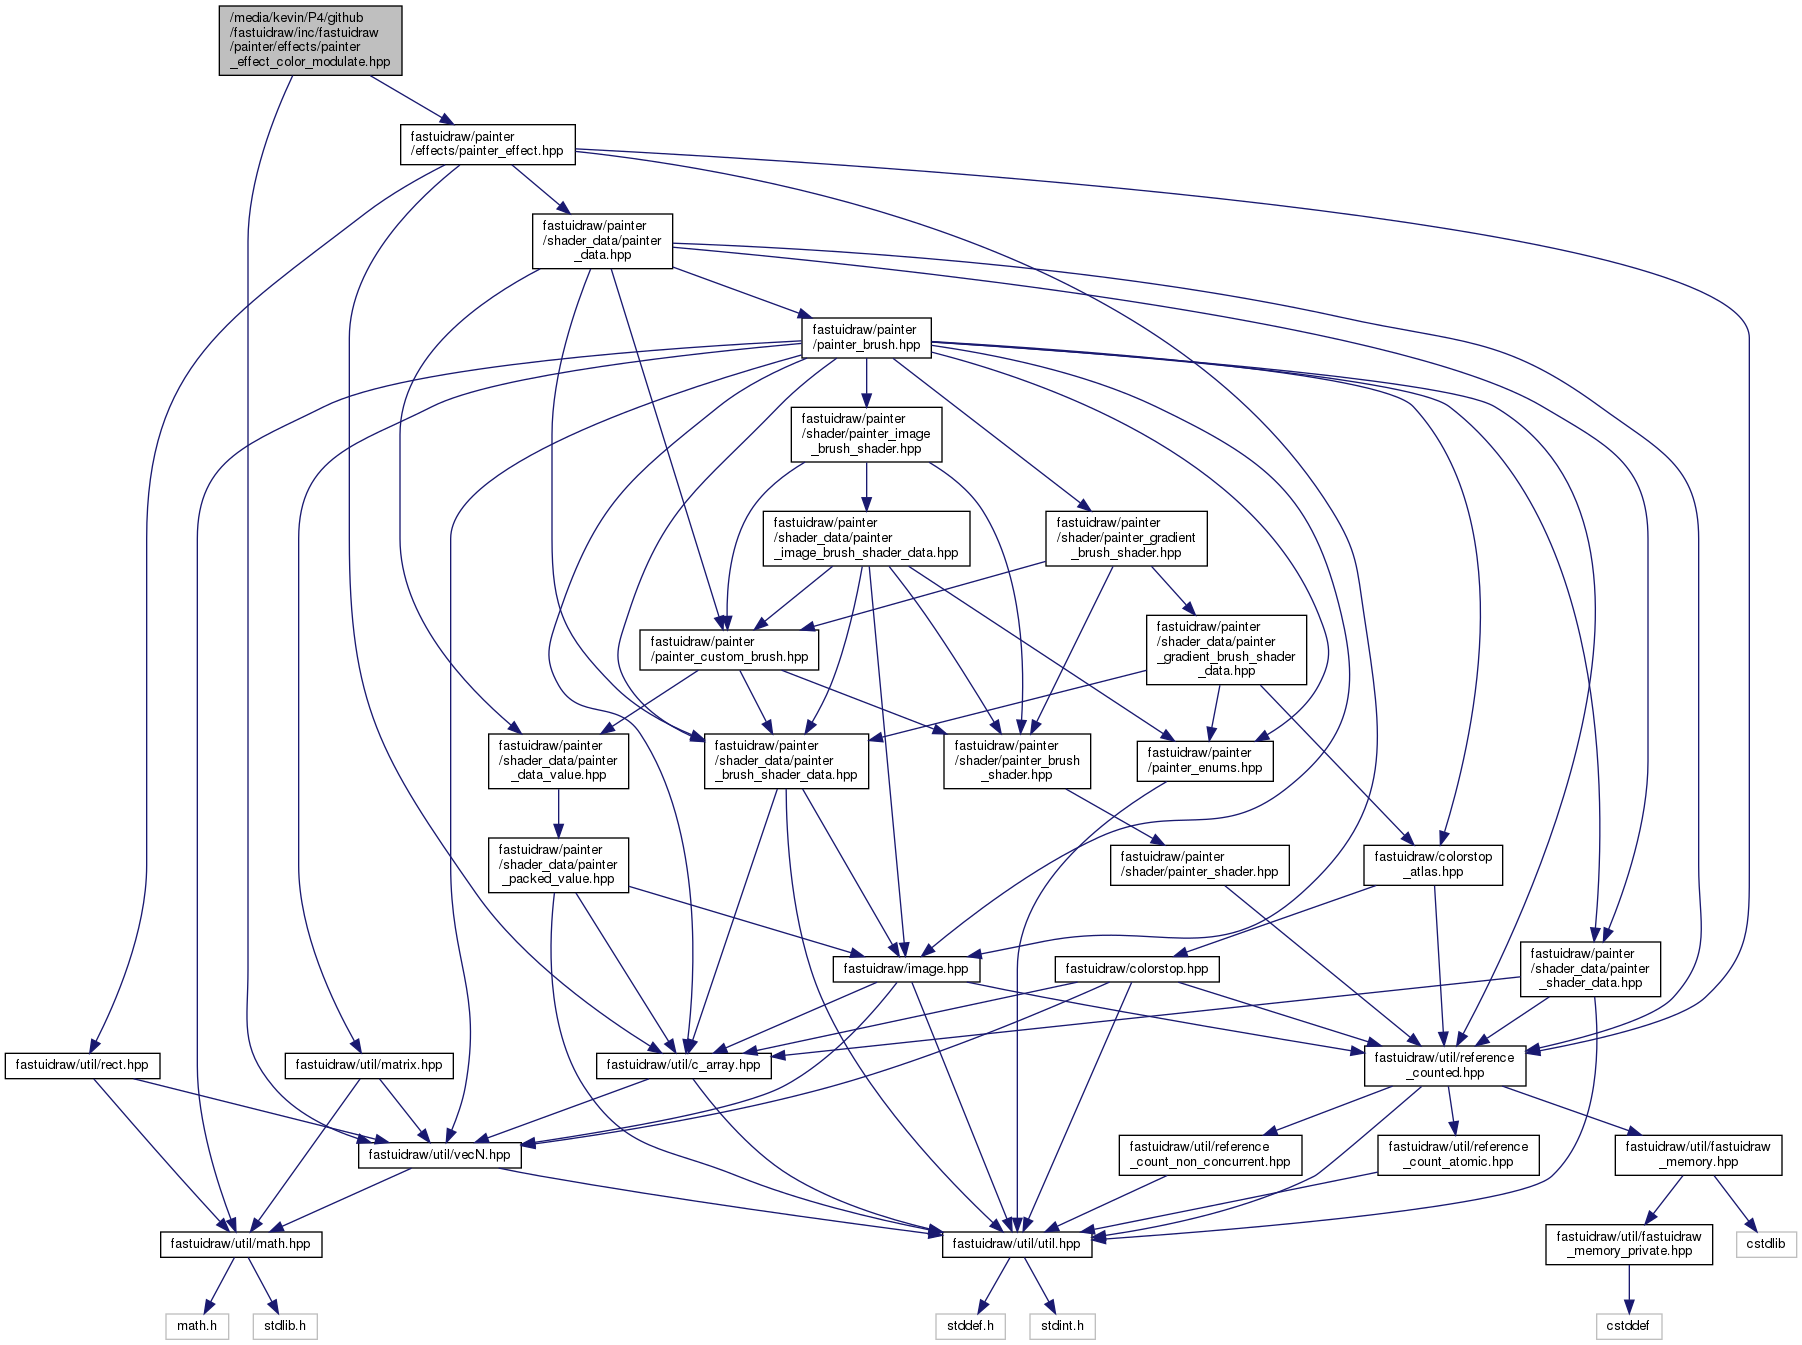 /media/kevin/P4/github
/fastuidraw/inc/fastuidraw
/painter/effects/painter
_effect_color_modulate.hpp
fastuidraw/painter
/effects/painter_effect.hpp
fastuidraw/painter
/shader_data/painter
_data.hpp
fastuidraw/painter
/painter_brush.hpp
fastuidraw/painter
/shader/painter_image
_brush_shader.hpp
fastuidraw/painter
/shader_data/painter
_image_brush_shader_data.hpp
fastuidraw/painter
/shader/painter_gradient
_brush_shader.hpp
fastuidraw/painter
/painter_custom_brush.hpp
fastuidraw/painter
/shader_data/painter
_gradient_brush_shader
_data.hpp
fastuidraw/painter
/shader_data/painter
_data_value.hpp
fastuidraw/painter
/shader_data/painter
_brush_shader_data.hpp
fastuidraw/painter
/shader/painter_brush
_shader.hpp
fastuidraw/painter
/painter_enums.hpp
fastuidraw/painter
/shader_data/painter
_packed_value.hpp
fastuidraw/painter
/shader/painter_shader.hpp
fastuidraw/colorstop
_atlas.hpp
fastuidraw/image.hpp
fastuidraw/colorstop.hpp
fastuidraw/painter
/shader_data/painter
_shader_data.hpp
fastuidraw/util/rect.hpp
fastuidraw/util/matrix.hpp
fastuidraw/util/c_array.hpp
fastuidraw/util/reference
_counted.hpp
fastuidraw/util/vecN.hpp
fastuidraw/util/reference
_count_non_concurrent.hpp
fastuidraw/util/reference
_count_atomic.hpp
fastuidraw/util/fastuidraw
_memory.hpp
fastuidraw/util/math.hpp
fastuidraw/util/util.hpp
fastuidraw/util/fastuidraw
_memory_private.hpp
cstdlib
math.h
stdlib.h
stddef.h
stdint.h
cstddef